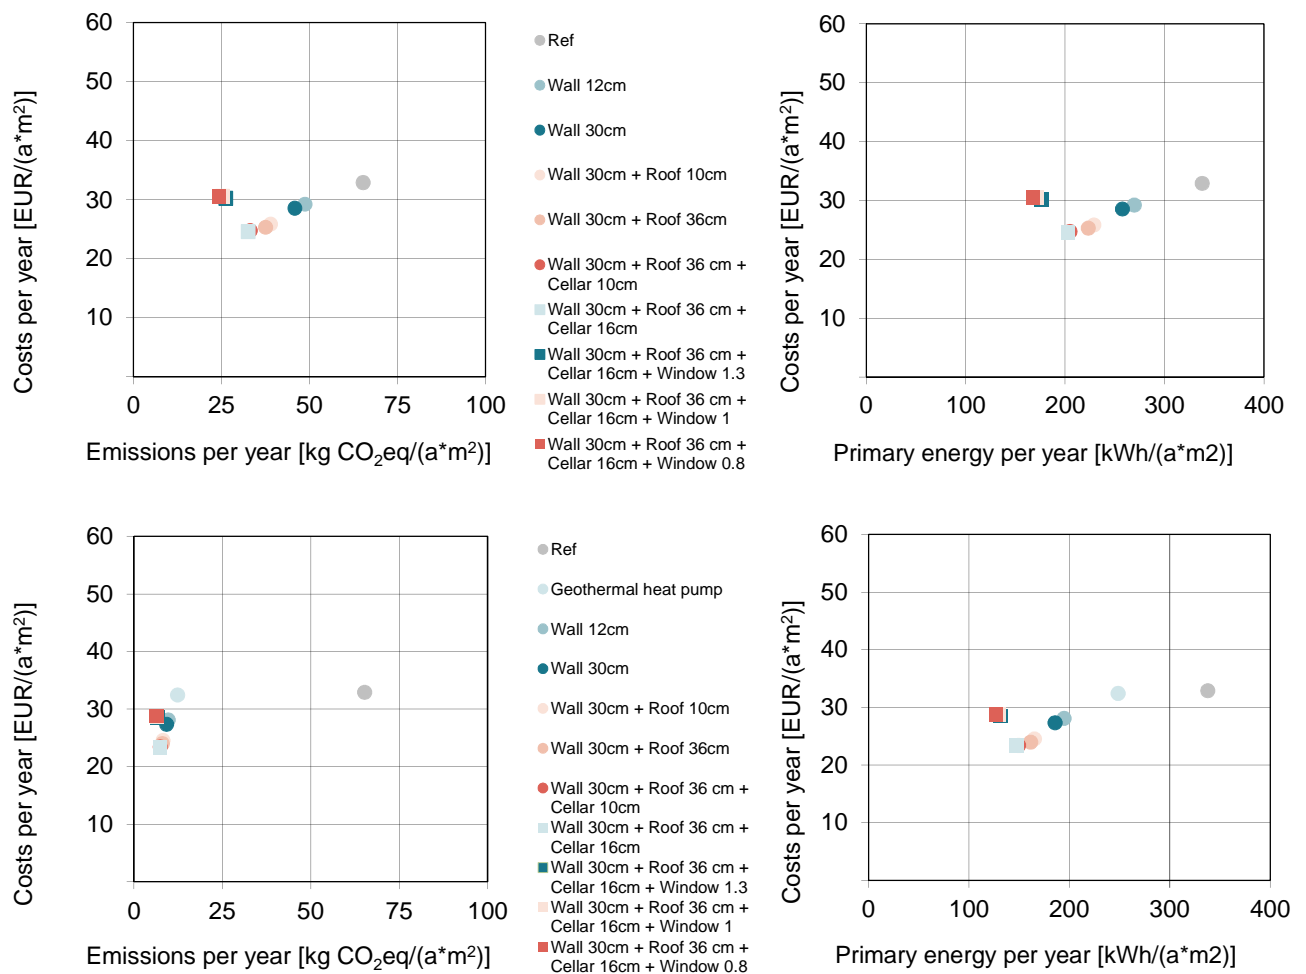 Costs per year [EUR/(a*m²)]
60
50
40
30
20
10
0
25
50
75
100
Emissions per year [kg CO₂eq/(a*m²)]
Ref
Wall 12cm
Wall 30cm
Wall 30cm + Roof 10cm
Wall 30cm + Roof 36cm
Wall 30cm + Roof 36 cm +
Cellar 10cm
Wall 30cm + Roof 36 cm +
Cellar 16cm
Wall 30cm + Roof 36 cm +
Cellar 16cm + Window 1.3
Wall 30cm + Roof 36 cm +
Cellar 16cm + Window 1
Wall 30cm + Roof 36 cm +
Cellar 16cm + Window 0.8
Costs per year [EUR/(a*m²)]
60
50
40
30
20
10
0
100
200
300
400
Primary energy per year [kWh/(a*m2)]
Costs per year [EUR/(a*m²)]
60
50
40
30
20
10
0
25
50
75
100
Emissions per year [kg CO₂eq/(a*m²)]
Ref
Geothermal heat pump
Wall 12cm
Wall 30cm
Wall 30cm + Roof 10cm
Wall 30cm + Roof 36cm
Wall 30cm + Roof 36 cm +
Cellar 10cm
Wall 30cm + Roof 36 cm +
Cellar 16cm
Wall 30cm + Roof 36 cm +
Cellar 16cm + Window 1.3
Wall 30cm + Roof 36 cm +
Cellar 16cm + Window 1
Wall 30cm + Roof 36 cm +
Cellar 16cm + Window 0.8
Costs per year [EUR/(a*m²)]
60
50
40
30
20
10
0
100
200
300
400
Primary energy per year [kWh/(a*m2)]